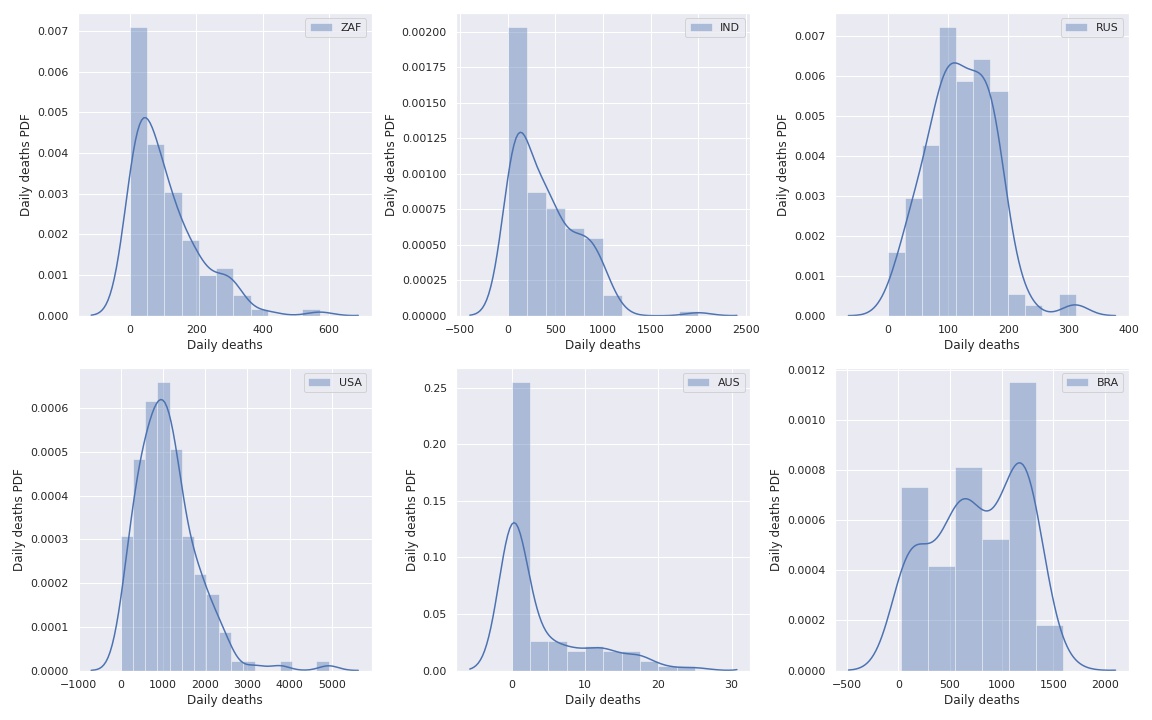 ZAF
0.007
0.006
0.005
0.004
0.003
0.002
0.001
0.000
Daily deaths PDF
0 200 400 600
Daily deaths
IND
0.00200
0.00175
0.00150
0.00125
0.00100
0.00075
0.00050
0.00025
0.00000
Daily deaths PDF
−500 0 500 1000 1500 2000 2500
Daily deaths
RUS
0.007
0.006
0.005
0.004
0.003
0.002
0.001
0.000
Daily deaths PDF
0 100 200 300 400
Daily deaths
USA
0.0006
0.0005
0.0004
0.0003
0.0002
0.0001
0.0000
Daily deaths PDF
−1000 0 1000 2000 3000 4000 5000
Daily deaths
AUS
0.25
0.20
0.15
0.10
0.05
0.00
Daily deaths PDF
0 10 20 30
Daily deaths
BRA
0.0012
0.0010
0.0008
0.0006
0.0004
0.0002
0.0000
Daily deaths PDF
−500 0 500 1000 1500 2000
Daily deaths